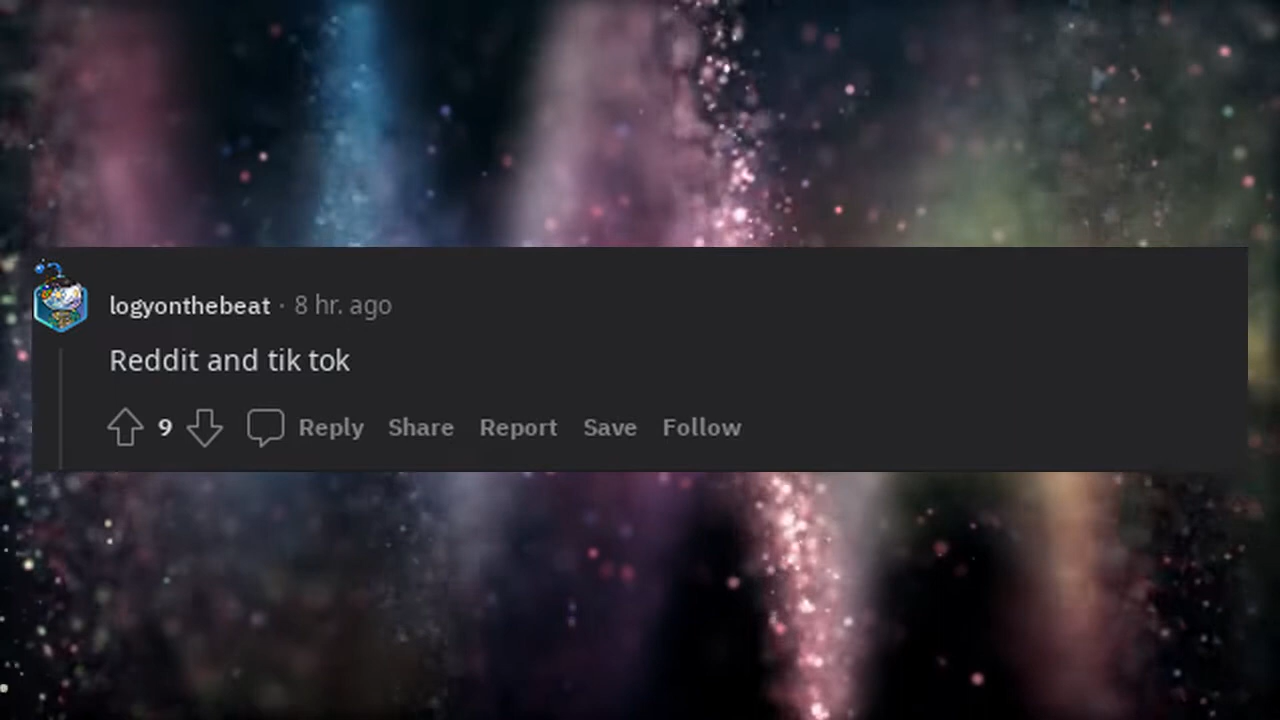 logyonthebeat · 8 hr. ago
Reddit and tik tok
9 Reply Share Report Save Follow